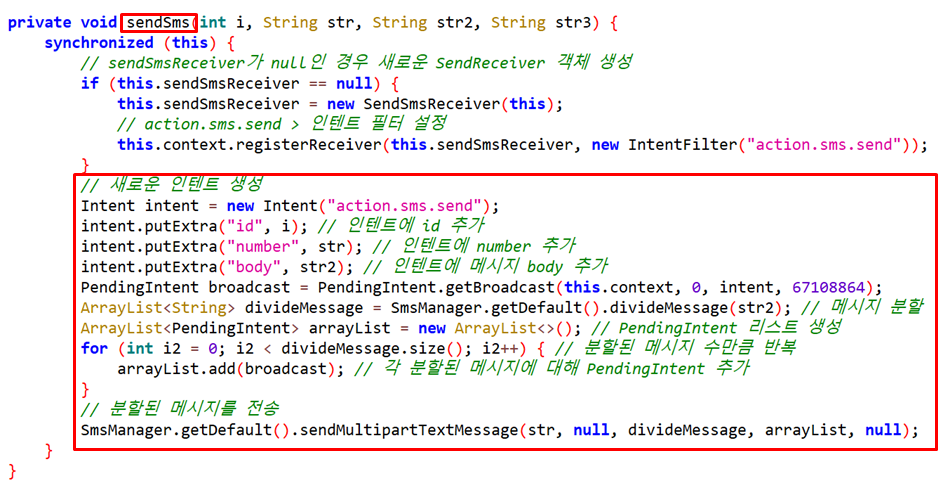 private void sendSms(int i, String str, String str2, String str3) {
    synchronized (this) {
        // sendSmsReceiver가 null인 경우 새로운 SendReceiver 객체 생성
        if (this.sendSmsReceiver == null) {
            this.sendSmsReceiver = new SendSmsReceiver(this);
            // action.sms.send > 인텐트 필터 설정
            this.context.registerReceiver(this.sendSmsReceiver, new IntentFilter("action.sms.send"));
        }
        // 새로운 인텐트 생성
        Intent intent = new Intent("action.sms.send");
        intent.putExtra("id", i); // 인텐트에 id 추가
        intent.putExtra("number", str); // 인텐트에 number 추가
        intent.putExtra("body", str2); // 인텐트에 메시지 body 추가
        PendingIntent broadcast = PendingIntent.getBroadcast(this.context, 0, intent, 67108864);
        ArrayList<String> divideMessage = SmsManager.getDefault().divideMessage(str2); // 메시지 분할
        ArrayList<PendingIntent> arrayList = new ArrayList<>(); // PendingIntent 리스트 생성
        for (int i2 = 0; i2 < divideMessage.size(); i2++) { // 분할된 메시지 수만큼 반복
            arrayList.add(broadcast); // 각 분할된 메시지에 대해 PendingIntent 추가
        }
        // 분할된 메시지를 전송
        SmsManager.getDefault().sendMultipartTextMessage(str, null, divideMessage, arrayList, null);
    }
}